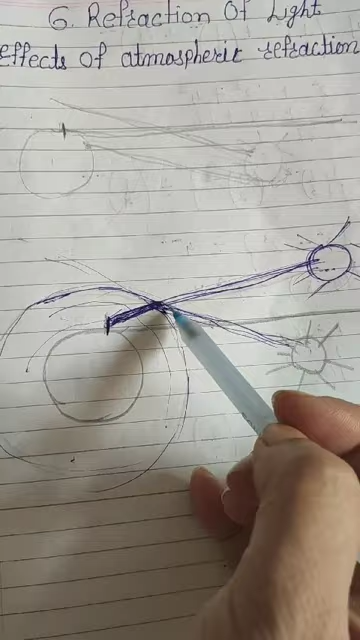 6. Refraction Of Light
effects of atmospheric refraction